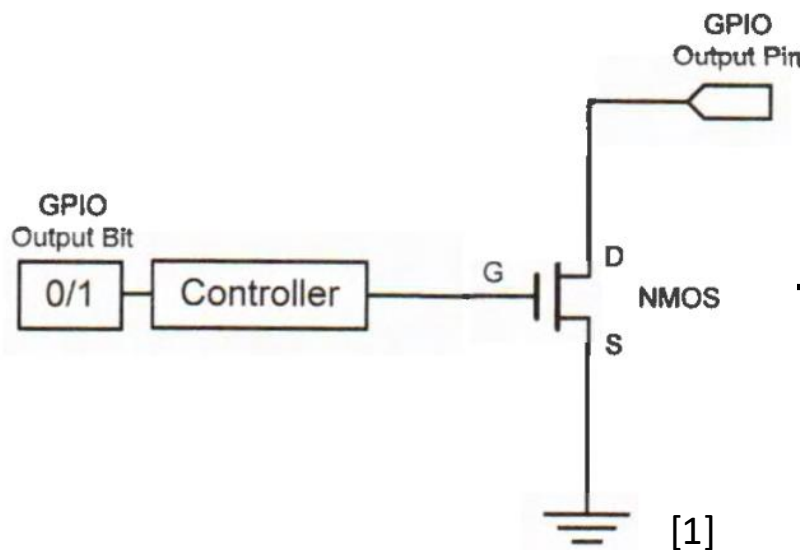 GPIO
Output Pin
GPIO
Output Bit
0/1
Controller
G
D
NMOS
S
[1]